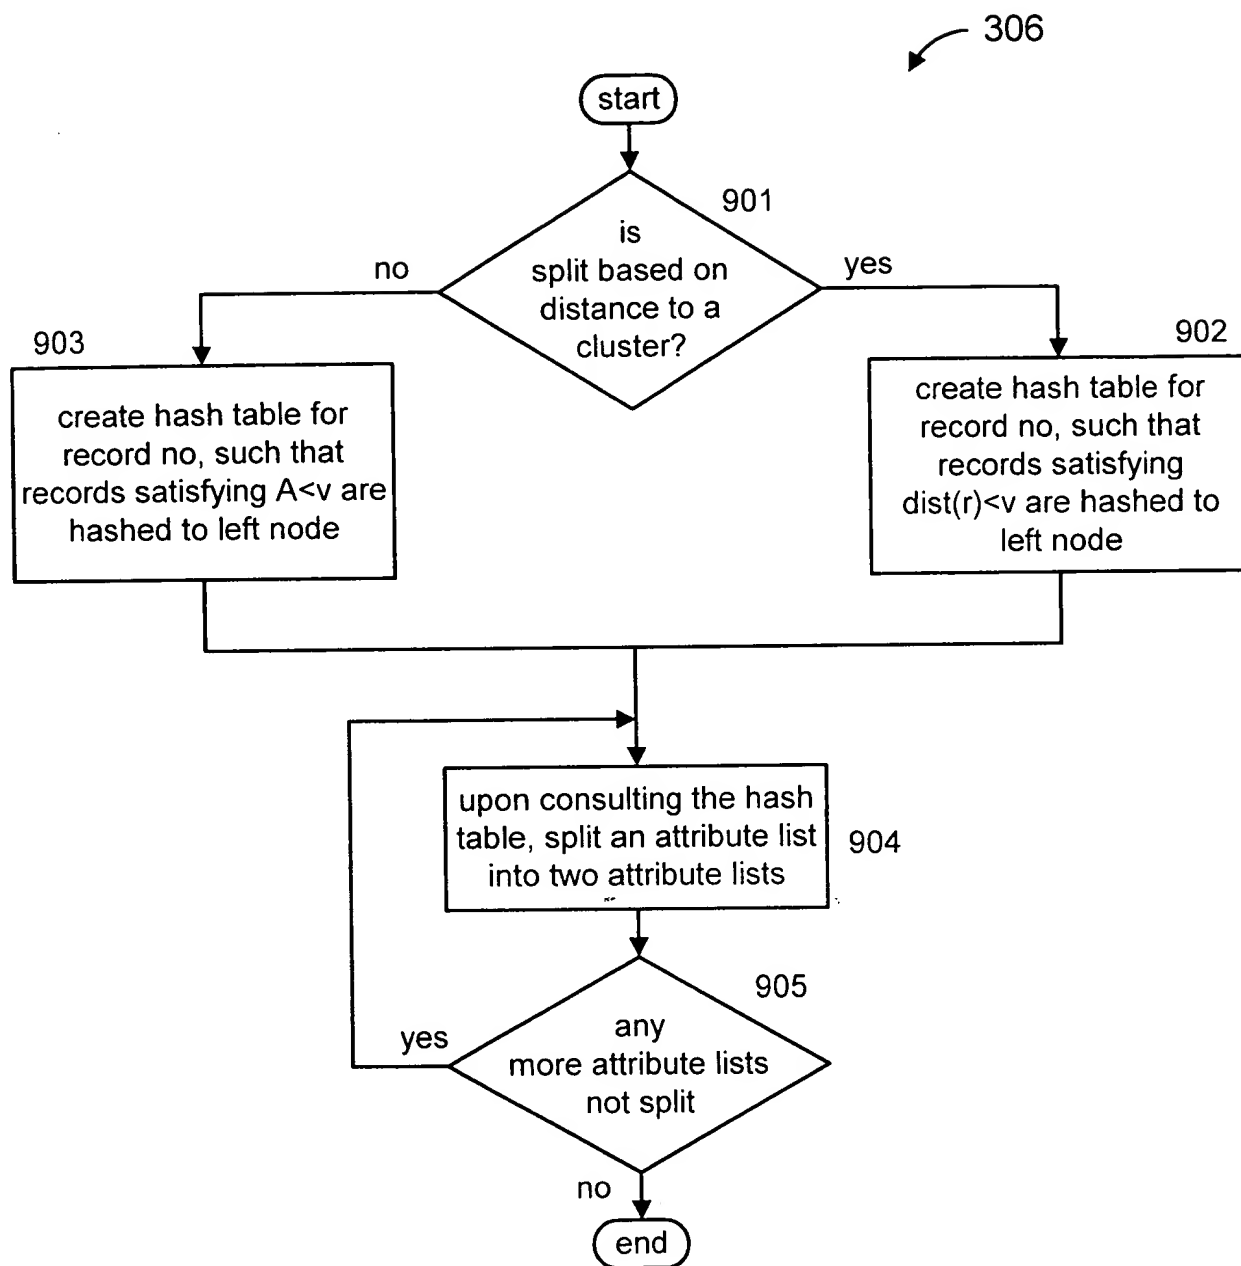 306
start
901
is
split based on
distance to a
cluster?
no
yes
903
create hash table for
record no, such that
records satisfying A<v are
hashed to left node
902
create hash table for
record no, such that
records satisfying
dist(r)<v are hashed to
left node
upon consulting the hash
table, split an attribute list
into two attribute lists
904
905
any
more attribute lists
not split
yes
no
end